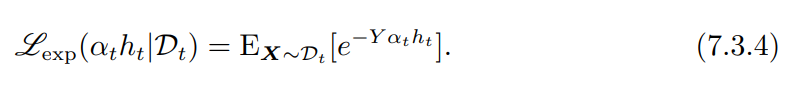 ℒ_exp(α_t h_t|𝒟_t) = E_{𝑿∼𝒟_t}[e^{−Yα_t h_t}]. (7.3.4)